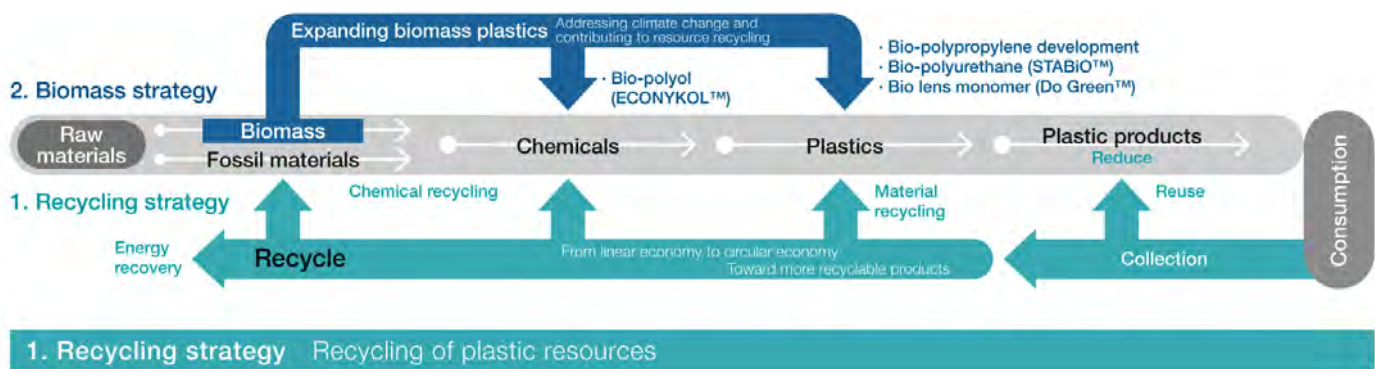 Expanding biomass plastics
Addressing climate change and
contributing to resource recycling
· Bio-polypropylene development
· Bio-polyurethane (STABiO™)
· Bio lens monomer (Do Green™)
· Bio-polyol
(ECONYKOL™)
2. Biomass strategy
Raw
materials
Biomass
Fossil materials
Chemicals
Plastics
Plastic products
Reduce
Consumption
1. Recycling strategy
Chemical recycling
Material
recycling
Reuse
Energy
recovery
Recycle
From linear economy to circular economy
Toward more recyclable products
Collection
1. Recycling strategy Recycling of plastic resources